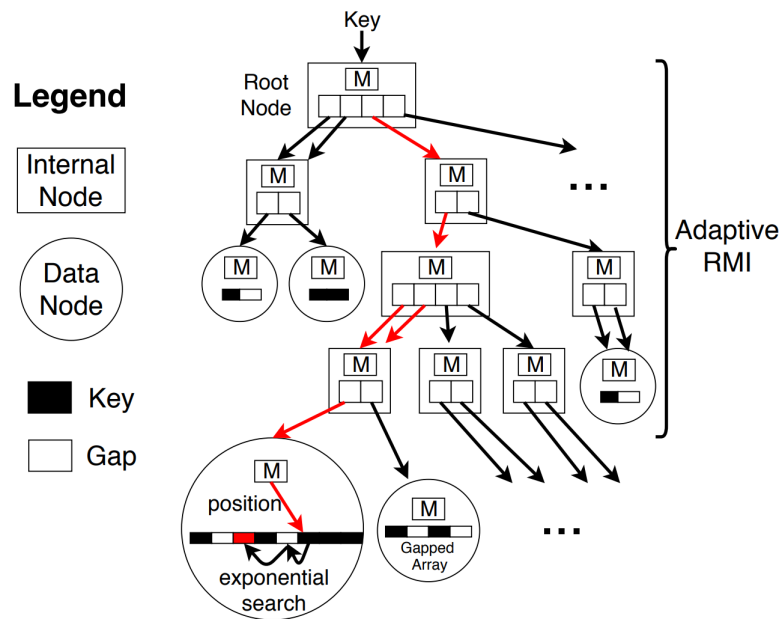 Key
M
Root
Node
Legend
Internal
Node
M
M
...
Adaptive
RMI
Data
Node
M
M
M
M
M
M
M
M
Key
Gap
M
position
M
Gapped
Array
...
exponential
search